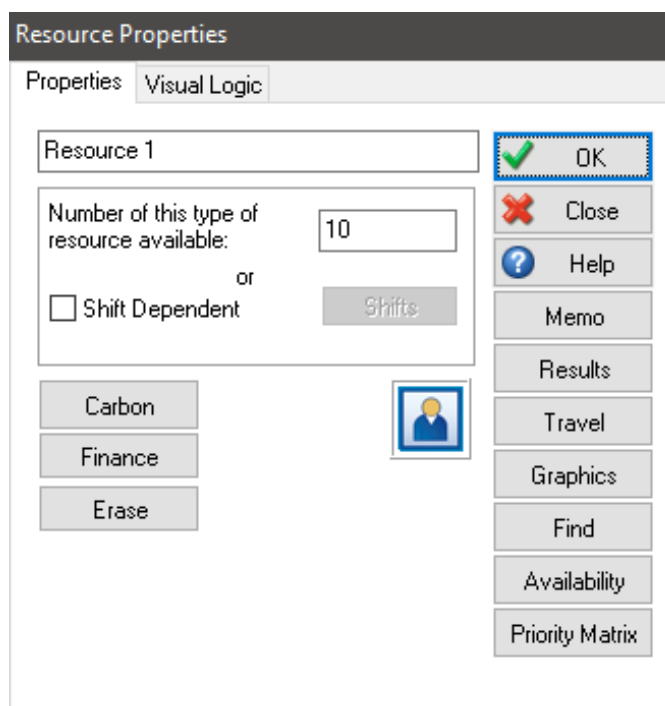 Resource Properties
Properties
Visual Logic
Resource 1
Number of this type of
resource available:
10
or
Shift Dependent
Shifts
Carbon
Finance
Erase
OK
Close
Help
Memo
Results
Travel
Graphics
Find
Availability
Priority Matrix